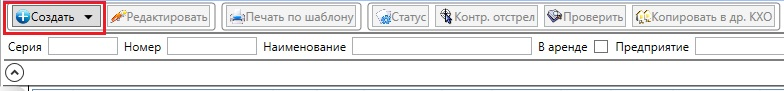 Создать Редактировать Печать по шаблону Статус Контр. отстрел Проверить Копировать в др. КХО
Серия Номер Наименование В аренде Предприятие